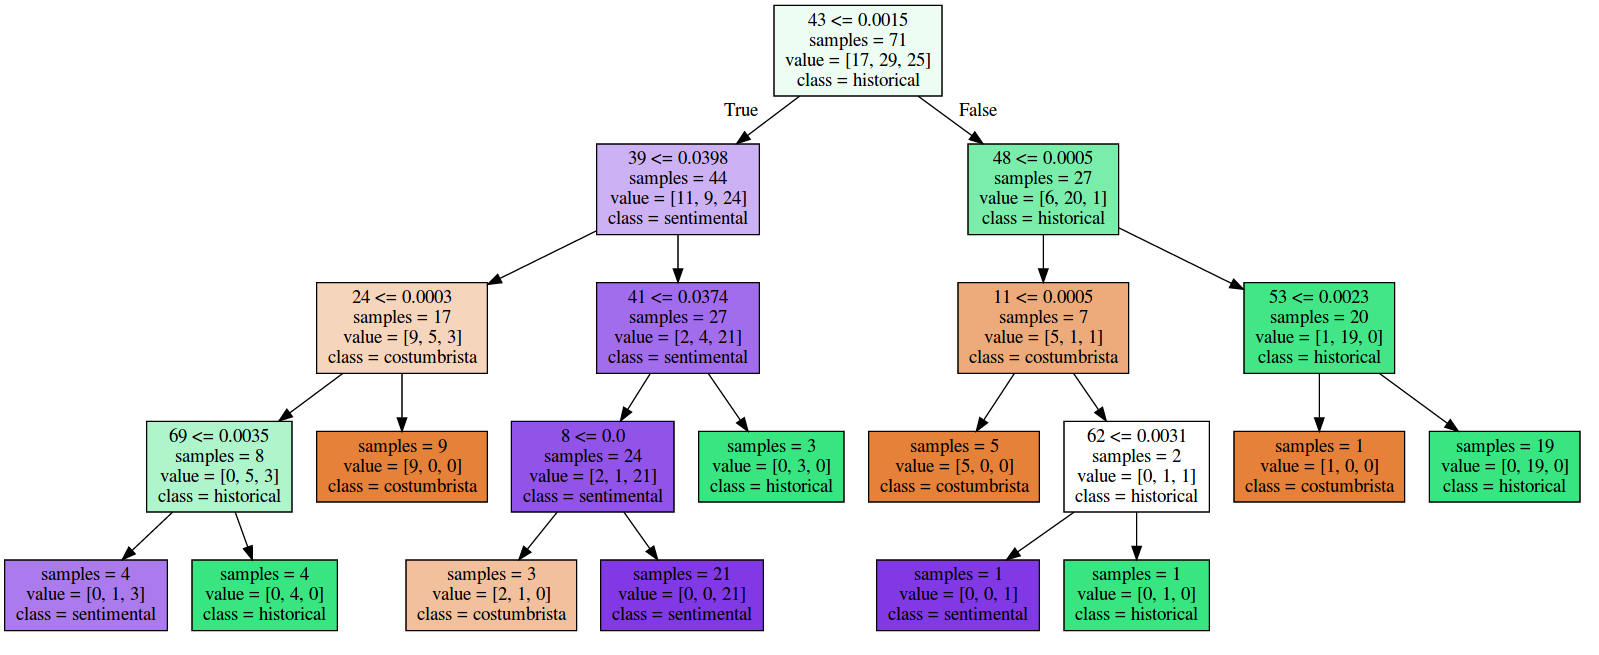 43 <= 0.0015
samples = 71
value = [17, 29, 25]
class = historical
True
False
39 <= 0.0398
samples = 44
value = [11, 9, 24]
class = sentimental
48 <= 0.0005
samples = 27
value = [6, 20, 1]
class = historical
24 <= 0.0003
samples = 17
value = [9, 5, 3]
class = costumbrista
41 <= 0.0374
samples = 27
value = [2, 4, 21]
class = sentimental
11 <= 0.0005
samples = 7
value = [5, 1, 1]
class = costumbrista
53 <= 0.0023
samples = 20
value = [1, 19, 0]
class = historical
69 <= 0.0035
samples = 8
value = [0, 5, 3]
class = historical
samples = 9
value = [9, 0, 0]
class = costumbrista
8 <= 0.0
samples = 24
value = [2, 1, 21]
class = sentimental
samples = 3
value = [0, 3, 0]
class = historical
samples = 5
value = [5, 0, 0]
class = costumbrista
62 <= 0.0031
samples = 2
value = [0, 1, 1]
class = historical
samples = 1
value = [1, 0, 0]
class = costumbrista
samples = 19
value = [0, 19, 0]
class = historical
samples = 4
value = [0, 1, 3]
class = sentimental
samples = 4
value = [0, 4, 0]
class = historical
samples = 3
value = [2, 1, 0]
class = costumbrista
samples = 21
value = [0, 0, 21]
class = sentimental
samples = 1
value = [0, 0, 1]
class = sentimental
samples = 1
value = [0, 1, 0]
class = historical